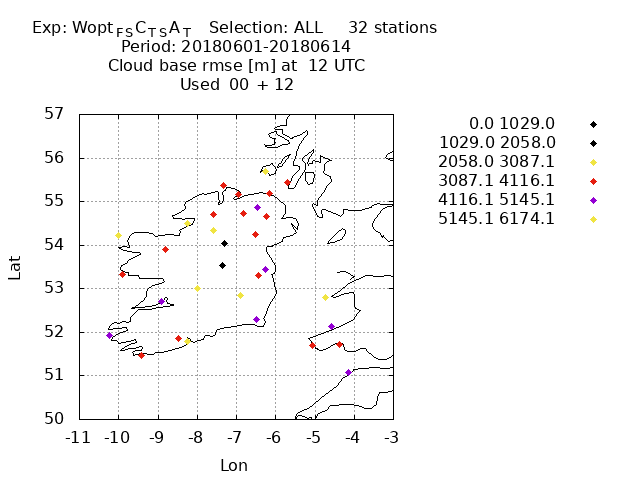 Exp: Wopt_FSC_TSA_T   Selection: ALL     32 stations
Period: 20180601-20180614
Cloud base rmse [m] at  12 UTC
Used  00 + 12
0.0 1029.0
1029.0 2058.0
2058.0 3087.1
3087.1 4116.1
4116.1 5145.1
5145.1 6174.1
57
56
55
54
53
52
51
50
Lat
-11 -10 -9 -8 -7 -6 -5 -4 -3
Lon